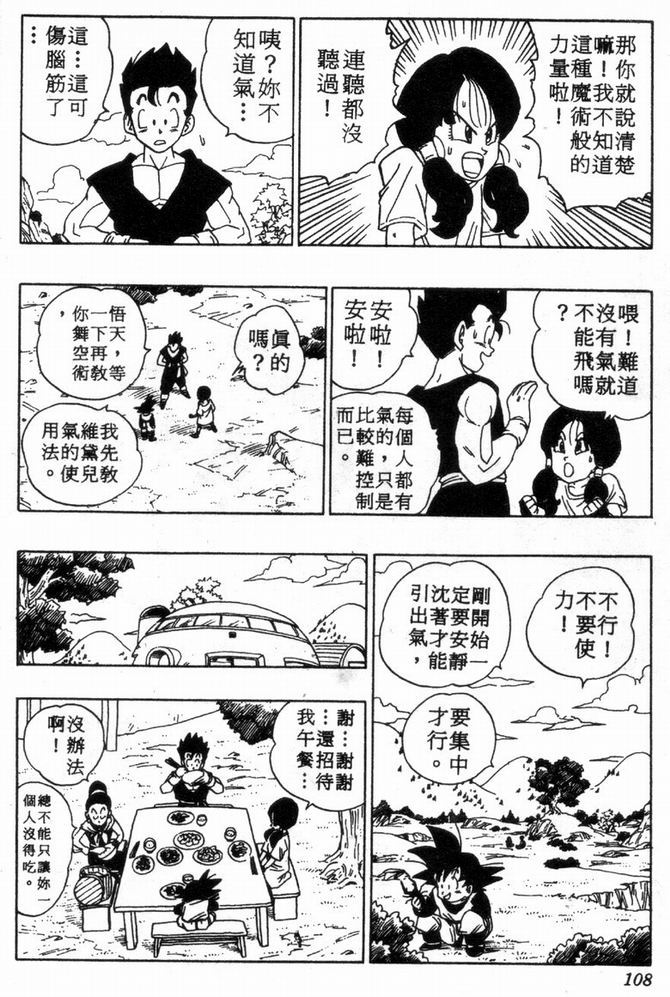 那你就說清楚
嘛！我不知道
這種魔術般的
力量啦！
連聽都沒
聽過！
咦？妳不
知道氣…
這…這可
傷腦筋了
…
喂！難道
沒有氣就
不能飛嗎
？
安啦！
安啦！
每個人都有
氣的，只是
比較難控制
而已。
真的
嗎？
悟天，等
一下再教
你舞空術
，
我先教
維黛兒
氣的使
用法。
不行！
不要使
力！
剛開始一
定要安靜
沈著才能
引出氣，
要集中
才行。
謝…謝謝
…還招待
我午餐…
沒辦法
啊！
總不能只讓妳一
個人沒得吃。
108